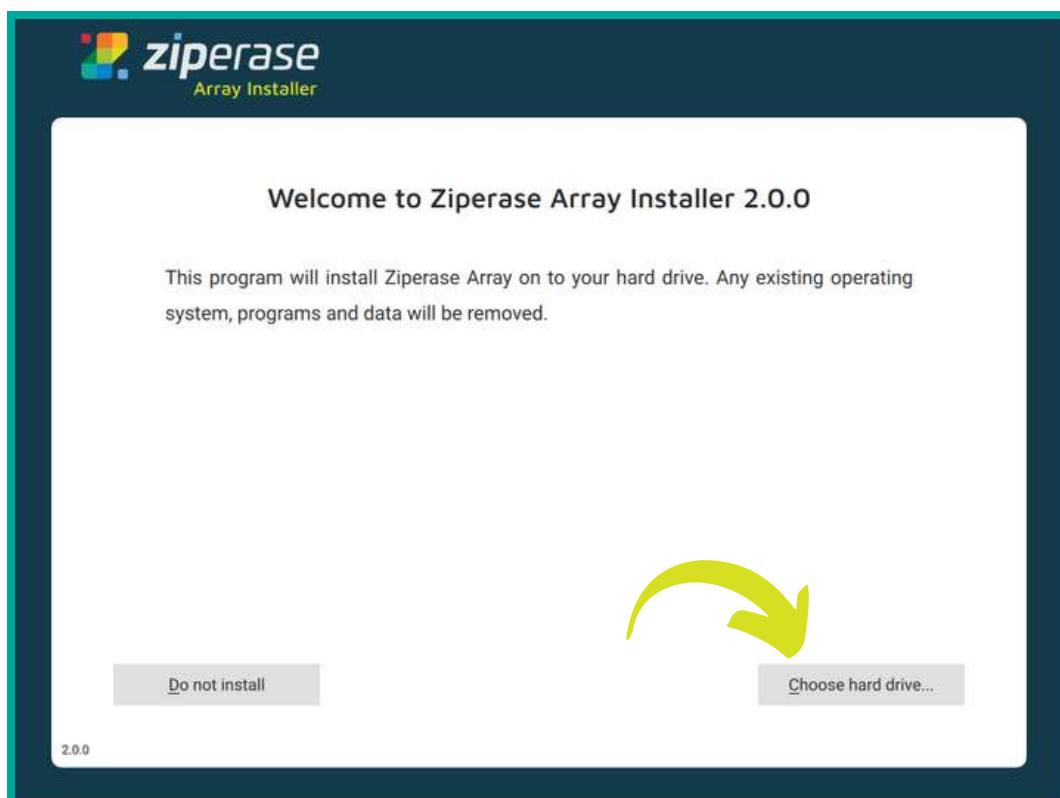 ziperase
Array Installer
Welcome to Ziperase Array Installer 2.0.0
This program will install Ziperase Array on to your hard drive. Any existing operating
system, programs and data will be removed.
Do not install
Choose hard drive...
2.0.0